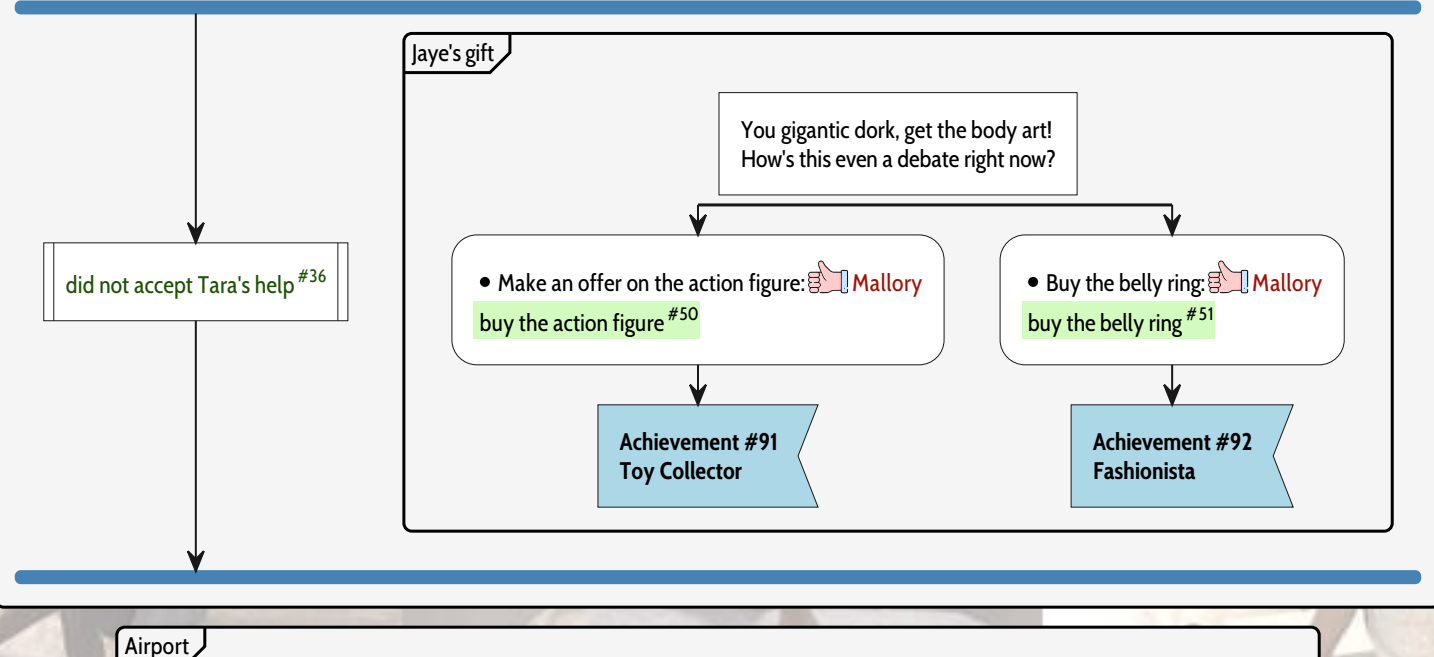 Jaye's gift
You gigantic dork, get the body art!
How's this even a debate right now?
did not accept Tara's help #36
• Make an offer on the action figure: Mallory
buy the action figure #50
• Buy the belly ring: Mallory
buy the belly ring #51
Achievement #91
Toy Collector
Achievement #92
Fashionista
Airport